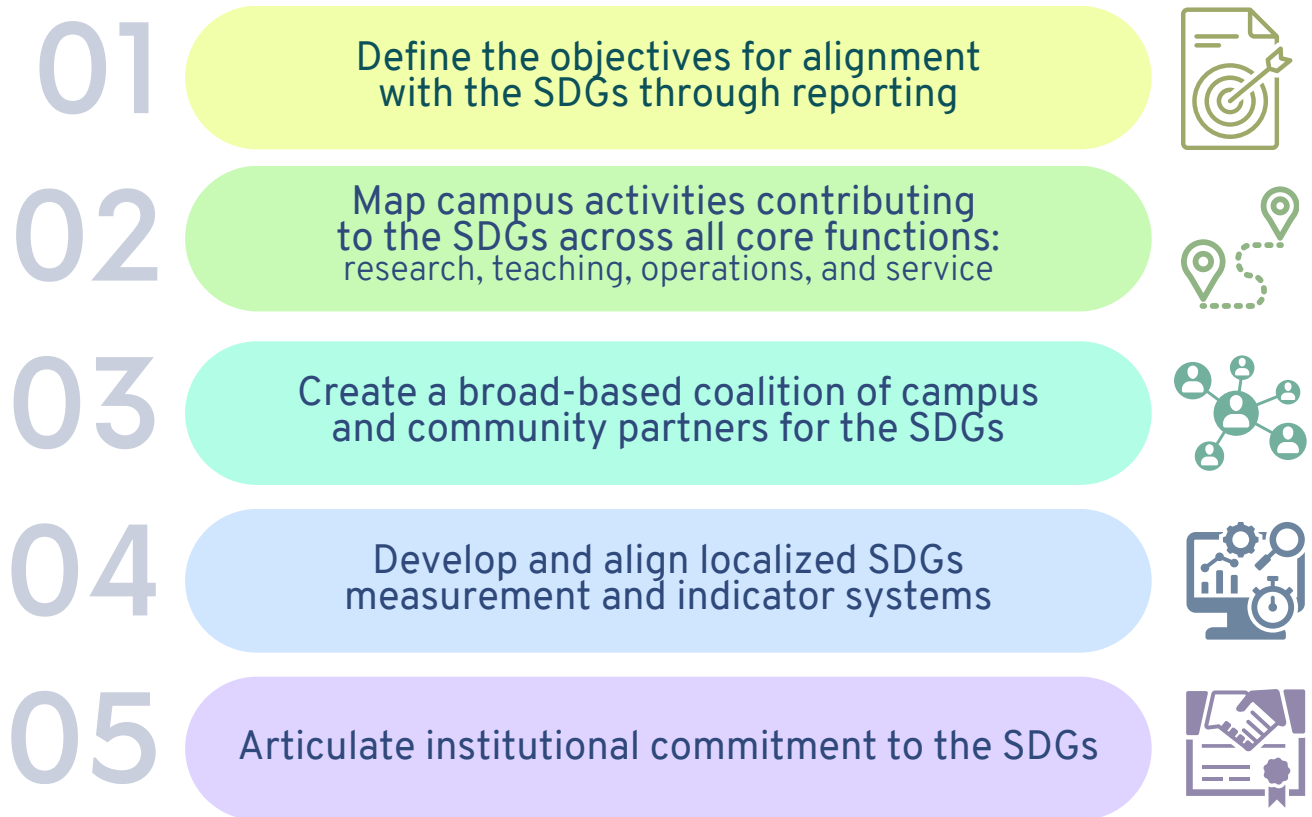 01
Define the objectives for alignment
with the SDGs through reporting
02
Map campus activities contributing
to the SDGs across all core functions:
research, teaching, operations, and service
03
Create a broad-based coalition of campus
and community partners for the SDGs
04
Develop and align localized SDGs
measurement and indicator systems
05
Articulate institutional commitment to the SDGs